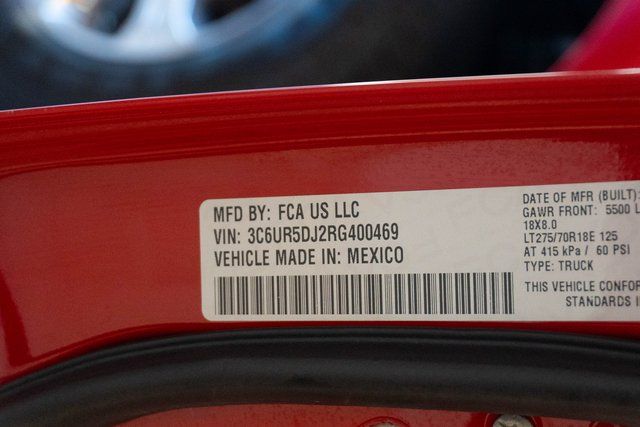 MFD BY: FCA US LLC
VIN: 3C6UR5DJ2RG400469
VEHICLE MADE IN: MEXICO
DATE OF MFR (BUILT):
GAWR FRONT: 5500 L
18X8.0
LT275/70R18E 125
AT 415 kPa / 60 PSI
TYPE: TRUCK
THIS VEHICLE CONFOR
STANDARDS I